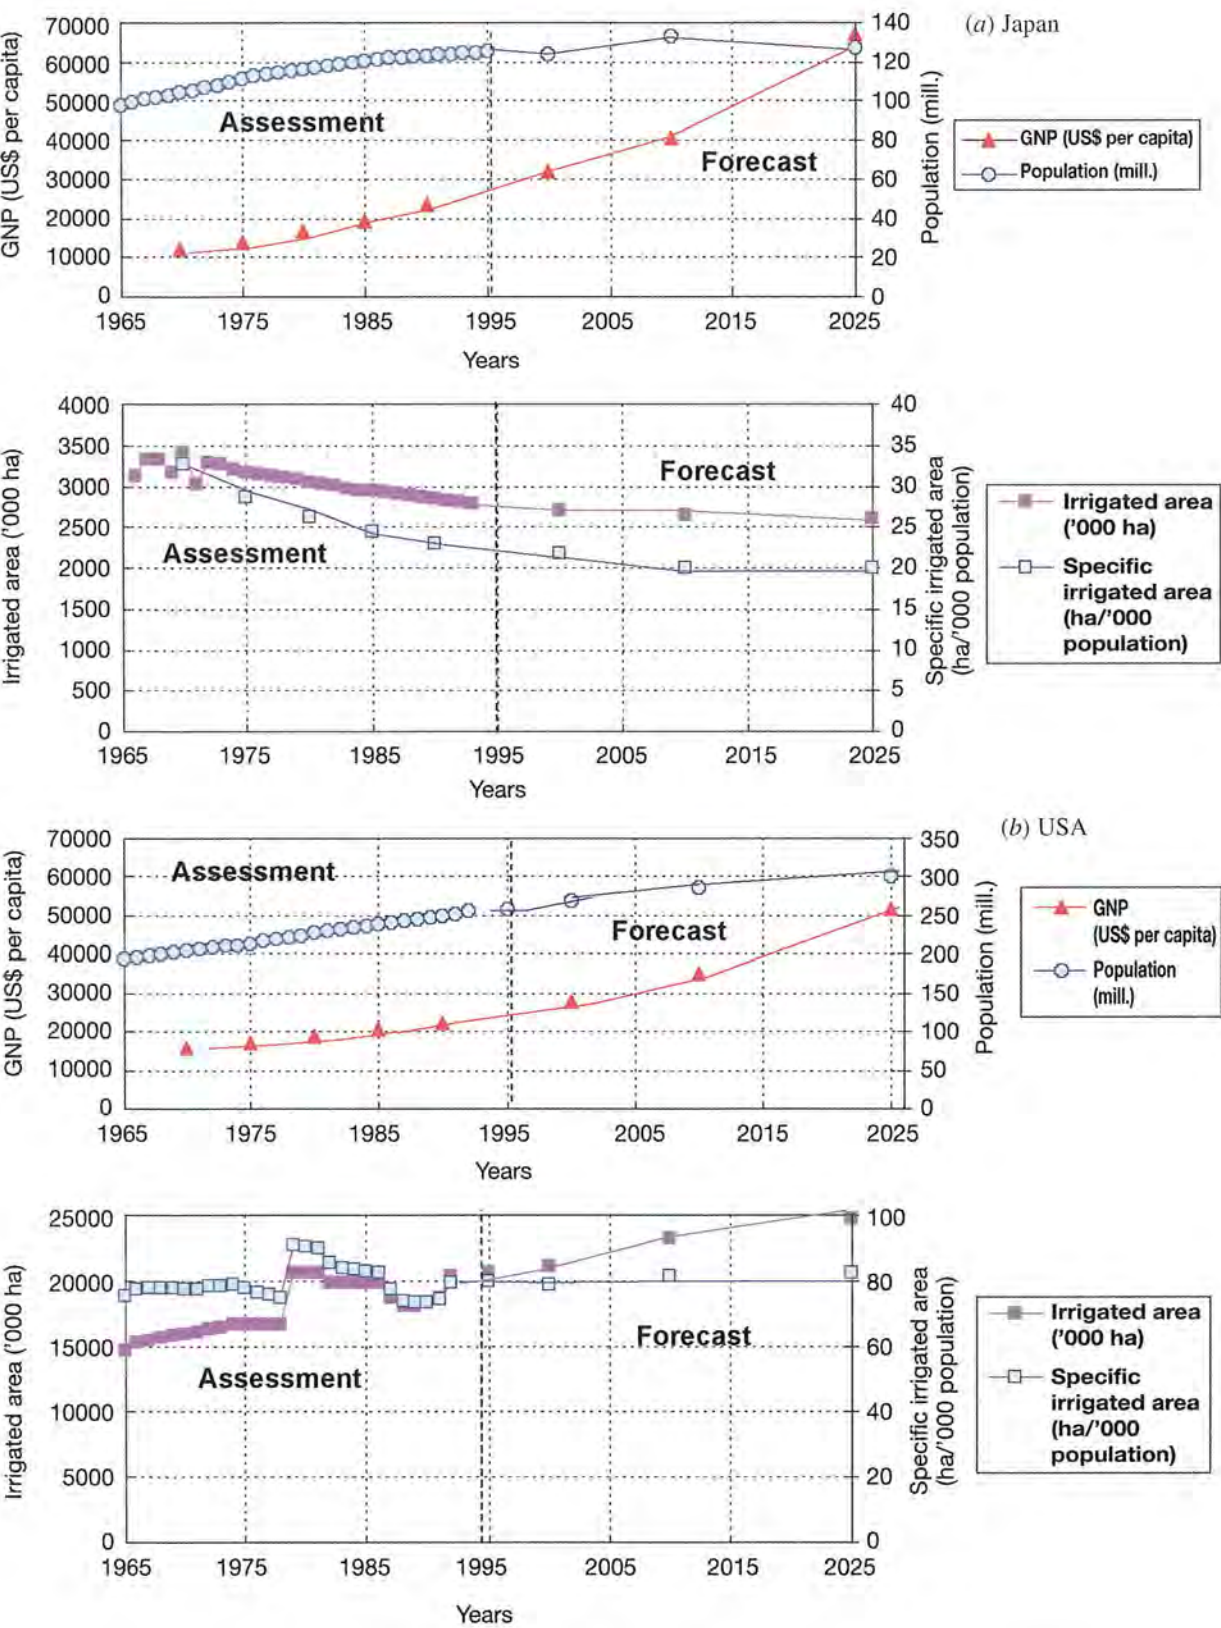 (a) Japan
GNP (US$ per capita)
70000
60000
50000
40000
30000
20000
10000
0
Assessment
Forecast
140
120
100
80
60
40
20
0
Population (mill.)
1965 1975 1985 1995 2005 2015 2025
Years
GNP (US$ per capita)
Population (mill.)
Irrigated area ('000 ha)
4000
3500
3000
2500
2000
1500
1000
500
0
Assessment
Forecast
40
35
30
25
20
15
10
5
0
Specific irrigated area
(ha/'000 population)
1965 1975 1985 1995 2005 2015 2025
Years
Irrigated area
('000 ha)
Specific
irrigated area
(ha/'000
population)
(b) USA
GNP (US$ per capita)
70000
60000
50000
40000
30000
20000
10000
0
Assessment
Forecast
350
300
250
200
150
100
50
0
Population (mill.)
1965 1975 1985 1995 2005 2015 2025
Years
GNP
(US$ per capita)
Population
(mill.)
Irrigated area ('000 ha)
25000
20000
15000
10000
5000
0
Assessment
Forecast
100
80
60
40
20
0
Specific irrigated area
(ha/'000 population)
1965 1975 1985 1995 2005 2015 2025
Years
Irrigated area
('000 ha)
Specific
irrigated area
(ha/'000
population)